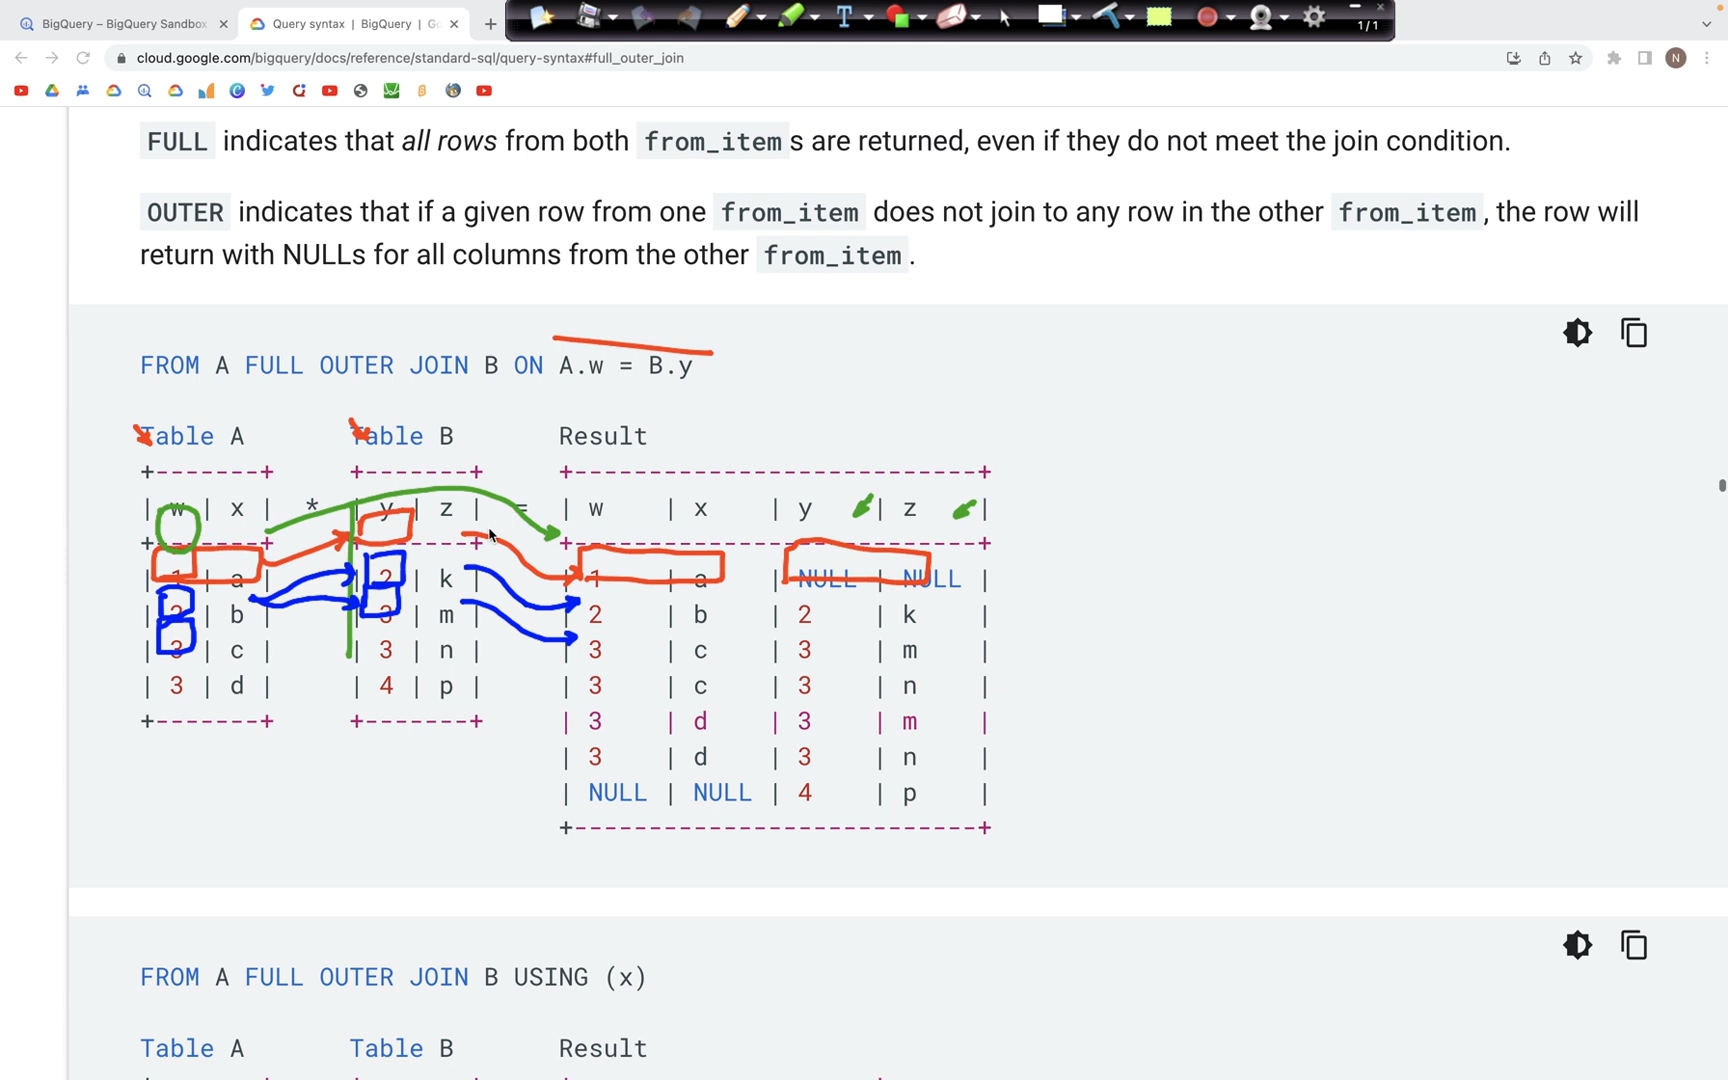 BigQuery – BigQuery Sandbox
Query syntax | BigQuery | Go
1/1
cloud.google.com/bigquery/docs/reference/standard-sql/query-syntax#full_outer_join
N
FULL indicates that all rows from both from_items are returned, even if they do not meet the join condition.
OUTER indicates that if a given row from one from_item does not join to any row in the other from_item, the row will
return with NULLs for all columns from the other from_item.
FROM A FULL OUTER JOIN B ON A.w = B.y
Table A Table B Result
+-------+ +-------+ +---------------------------+
| w | x | * | y | z | = | w | x | y | z |
+-------+ +-------+ +---------------------------+
| 1 | a | | 2 | k | | 1 | a | NULL | NULL |
| 2 | b | | 3 | m | | 2 | b | 2 | k |
| 3 | c | | 3 | n | | 3 | c | 3 | m |
| 3 | d | | 4 | p | | 3 | c | 3 | n |
+-------+ +-------+ | 3 | d | 3 | m |
| 3 | d | 3 | n |
| NULL | NULL | 4 | p |
+---------------------------+
FROM A FULL OUTER JOIN B USING (x)
Table A Table B Result